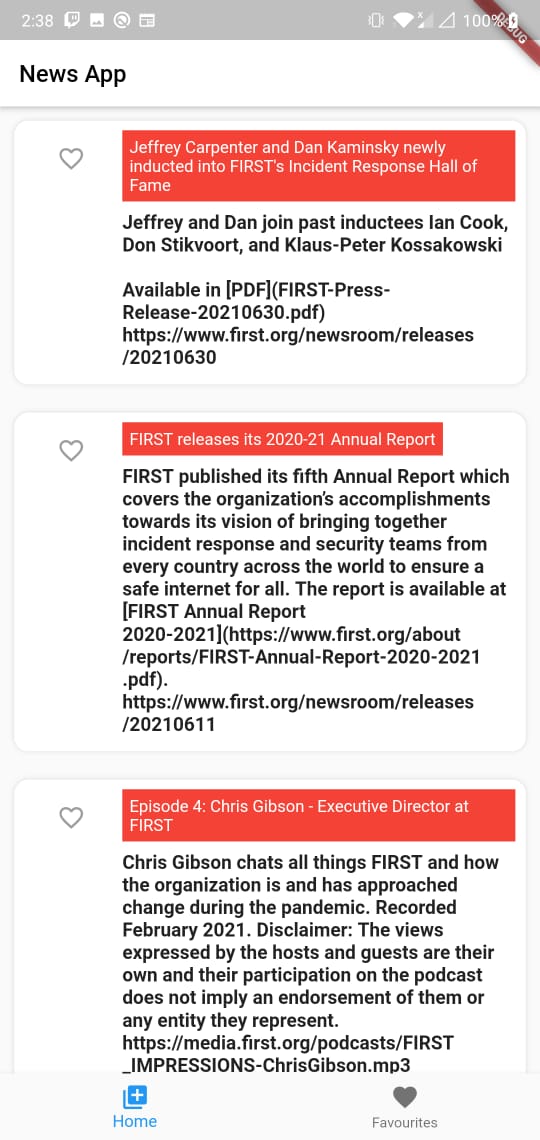 2:38
100%
DEBUG
News App
Jeffrey Carpenter and Dan Kaminsky newly
inducted into FIRST's Incident Response Hall of
Fame
Jeffrey and Dan join past inductees Ian Cook,
Don Stikvoort, and Klaus-Peter Kossakowski
Available in [PDF](FIRST-Press-
Release-20210630.pdf)
https://www.first.org/newsroom/releases
/20210630
FIRST releases its 2020-21 Annual Report
FIRST published its fifth Annual Report which
covers the organization’s accomplishments
towards its vision of bringing together
incident response and security teams from
every country across the world to ensure a
safe internet for all. The report is available at
[FIRST Annual Report
2020-2021](https://www.first.org/about
/reports/FIRST-Annual-Report-2020-2021
.pdf).
https://www.first.org/newsroom/releases
/20210611
Episode 4: Chris Gibson - Executive Director at
FIRST
Chris Gibson chats all things FIRST and how
the organization is and has approached
change during the pandemic. Recorded
February 2021. Disclaimer: The views
expressed by the hosts and guests are their
own and their participation on the podcast
does not imply an endorsement of them or
any entity they represent.
https://media.first.org/podcasts/FIRST
_IMPRESSIONS-ChrisGibson.mp3
Home
Favourites